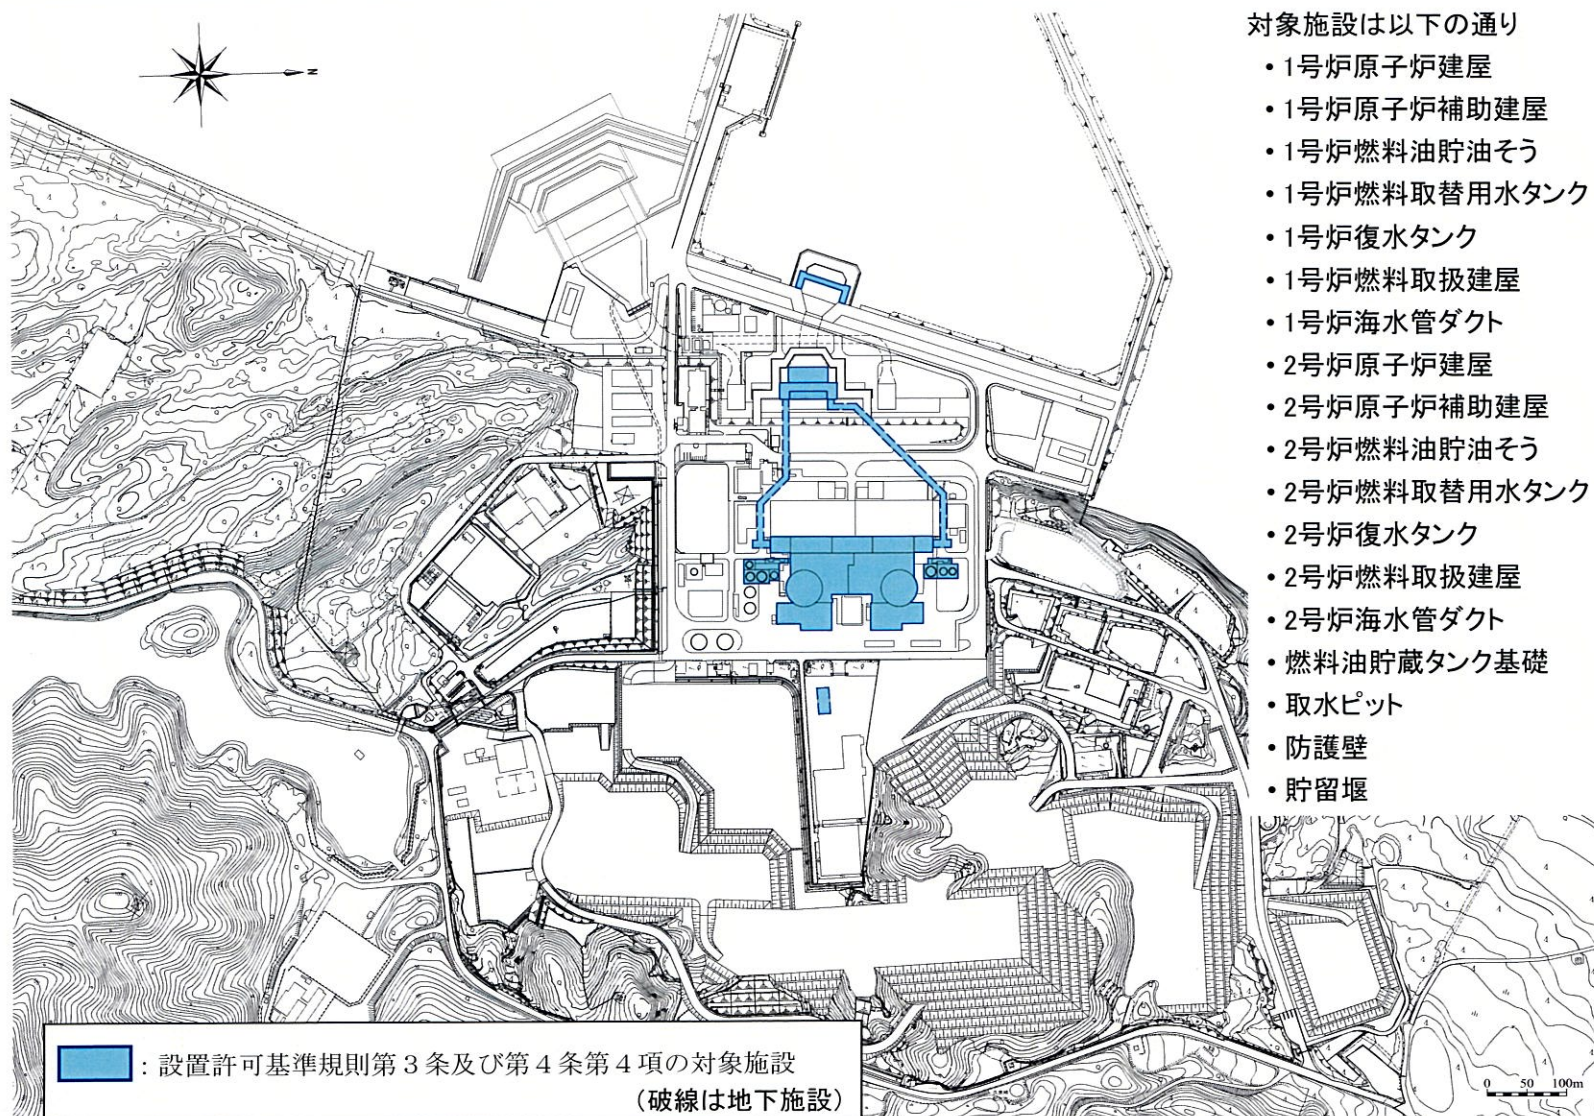 N
対象施設は以下の通り
・1号炉原子炉建屋
・1号炉原子炉補助建屋
・1号炉燃料油貯油そう
・1号炉燃料取替用水タンク
・1号炉復水タンク
・1号炉燃料取扱建屋
・1号炉海水管ダクト
・2号炉原子炉建屋
・2号炉原子炉補助建屋
・2号炉燃料油貯油そう
・2号炉燃料取替用水タンク
・2号炉復水タンク
・2号炉燃料取扱建屋
・2号炉海水管ダクト
・燃料油貯蔵タンク基礎
・取水ピット
・防護壁
・貯留堰
：設置許可基準規則第３条及び第４条第４項の対象施設
（破線は地下施設）
0 50 100m